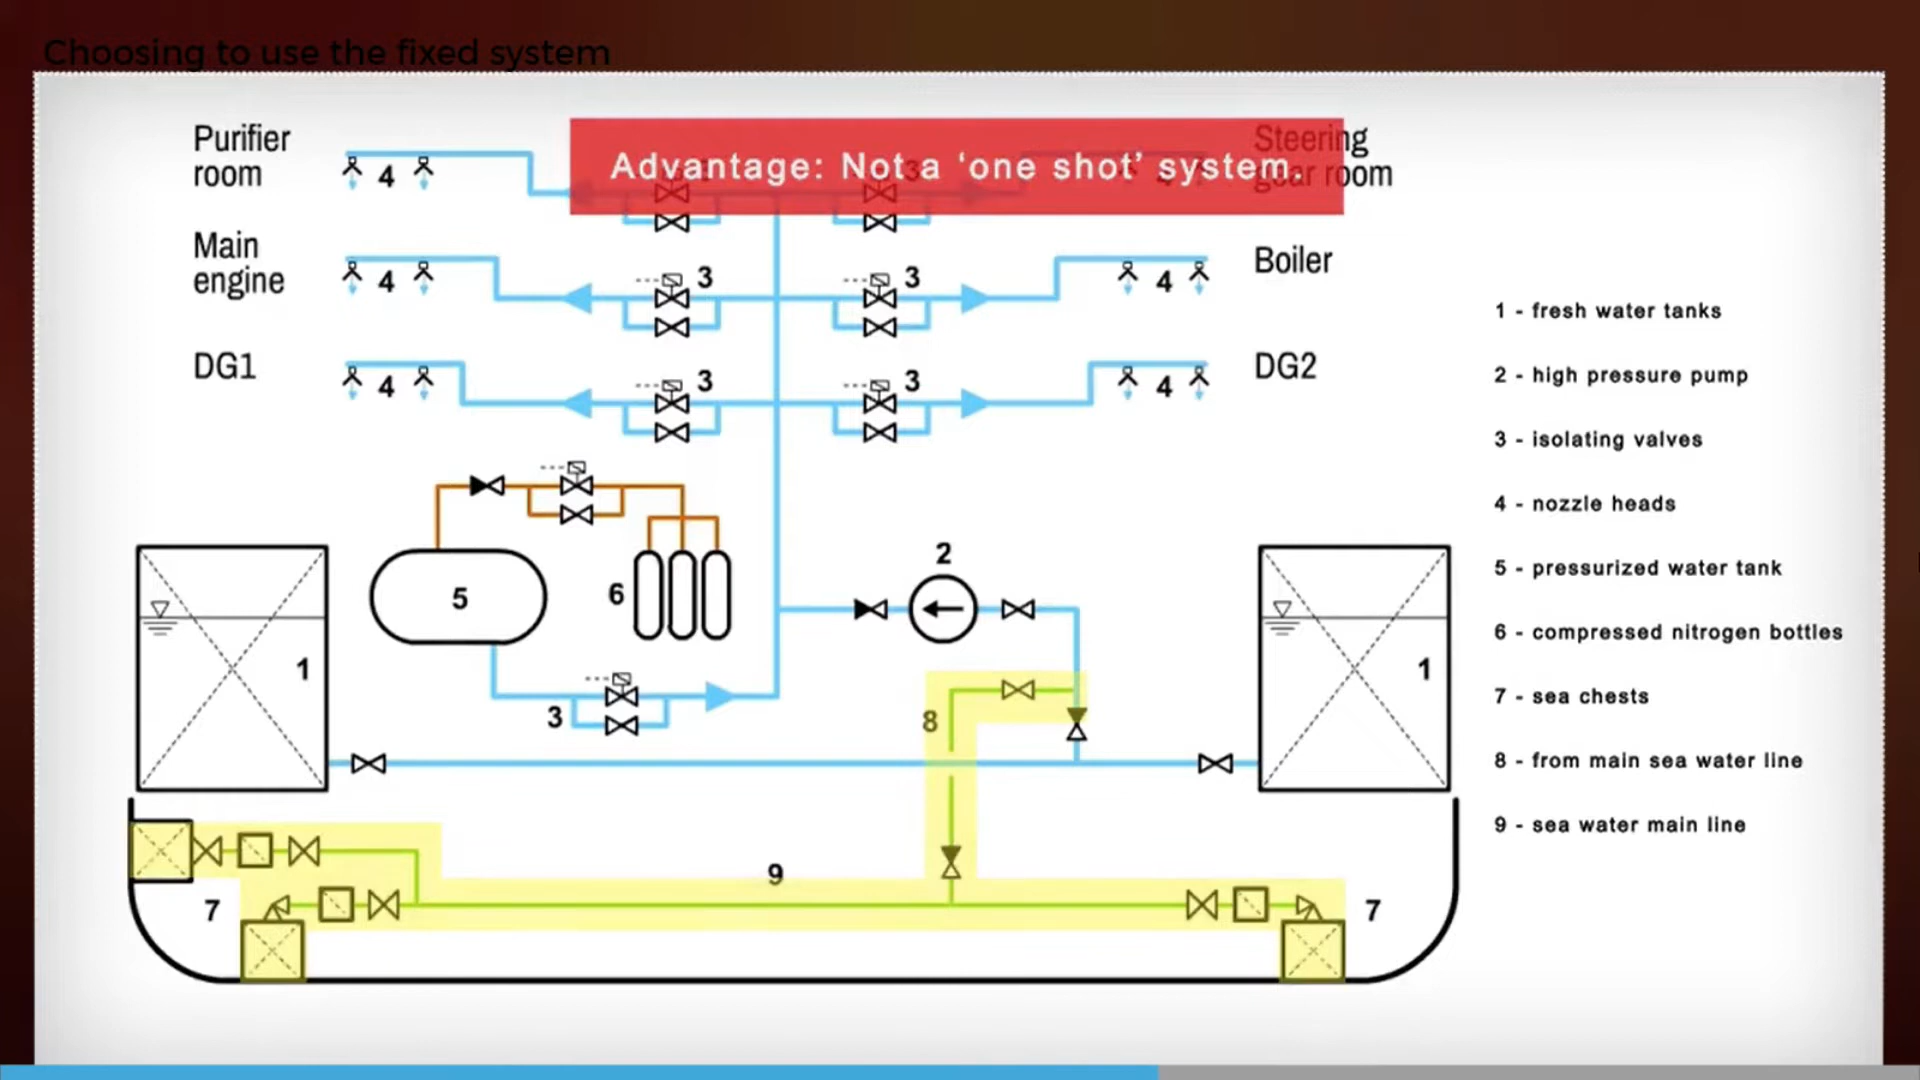 Choosing to use the fixed system
Advantage: Not a ‘one shot’ system.
Purifier
room
4
3
3
4
Steering
gear room
Main
engine
4
3
3
4
Boiler
DG1
4
3
3
4
DG2
1 - fresh water tanks
2 - high pressure pump
3 - isolating valves
4 - nozzle heads
5 - pressurized water tank
6 - compressed nitrogen bottles
7 - sea chests
8 - from main sea water line
9 - sea water main line
2
5
6
1
1
3
8
9
7
7